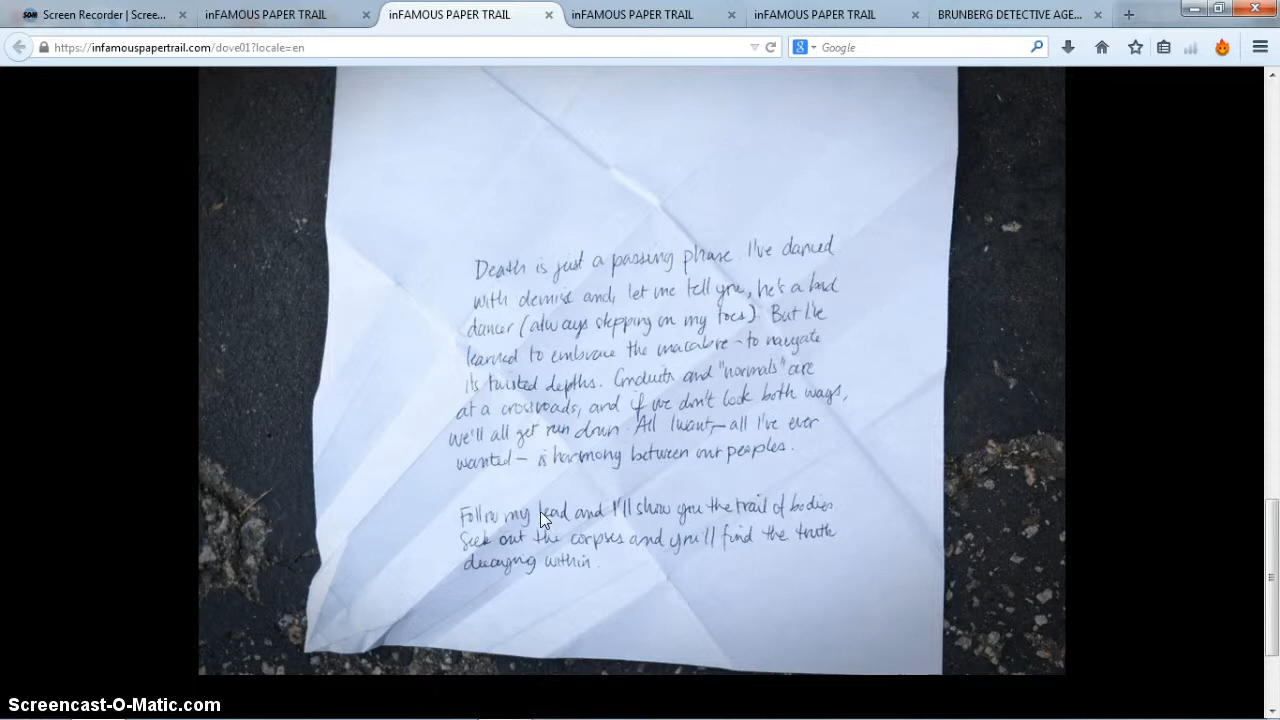 Screen Recorder | Scree...
inFAMOUS PAPER TRAIL
inFAMOUS PAPER TRAIL
inFAMOUS PAPER TRAIL
inFAMOUS PAPER TRAIL
BRUNBERG DETECTIVE AGE...
https://infamouspapertrail.com/dove01?locale=en
Google
Death is just a passing phase. I've danced
with demise and, let me tell you, he's a bad
dancer (always stepping on my toes). But I've
learned to embrace the macabre - to navigate
its twisted depths. Conduits and "normals" are
at a crossroads, and if we don't look both ways,
we'll all get run down. All I want, — all I've ever
wanted — is harmony between our peoples.
Follow my lead and I'll show you the trail of bodies
Seek out the corpses and you'll find the truth
decaying within.
Screencast-O-Matic.com